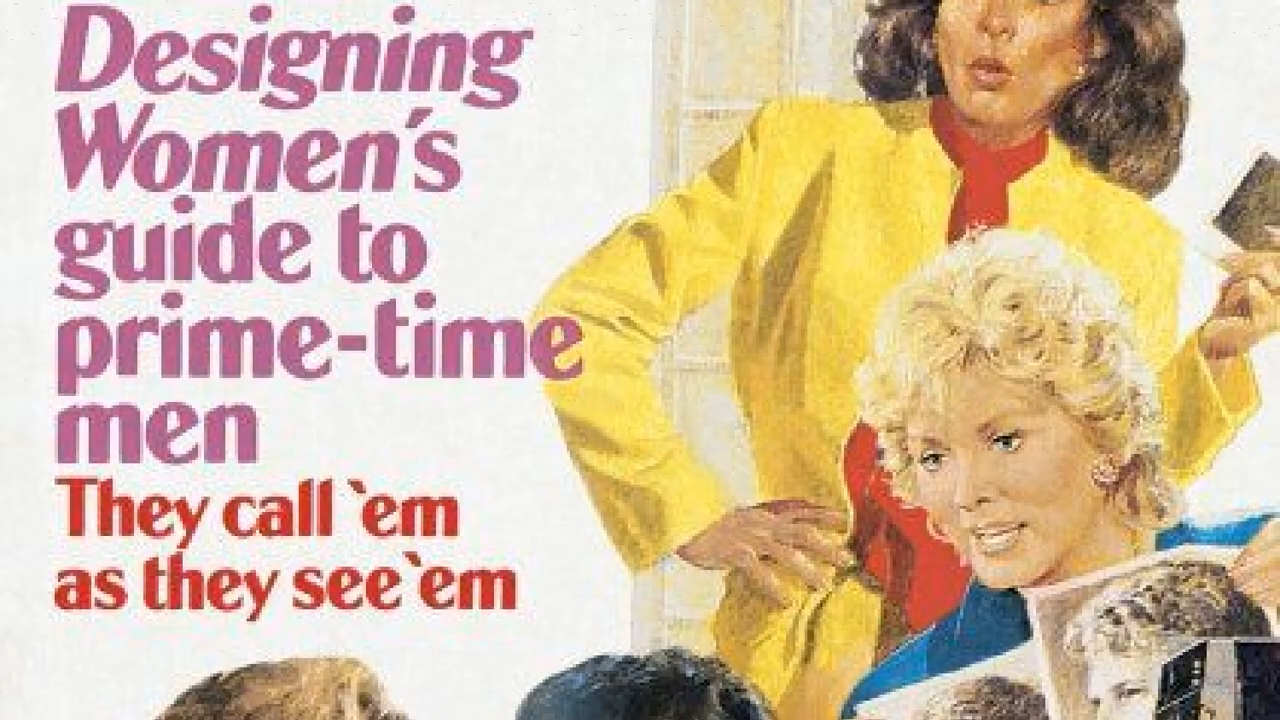 Designing
Women's
guide to
prime-time
men
They call `em
as they see `em